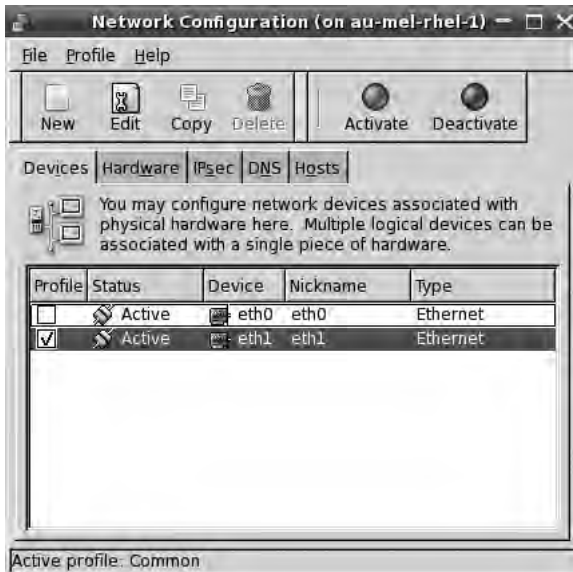 Network Configuration (on au-mel-rhel-1)
File Profile Help
New Edit Copy Delete Activate Deactivate
Devices Hardware IPsec DNS Hosts
You may configure network devices associated with
physical hardware here. Multiple logical devices can be
associated with a single piece of hardware.
Profile Status Device Nickname Type
Active eth0 eth0 Ethernet
Active eth1 eth1 Ethernet
Active profile: Common